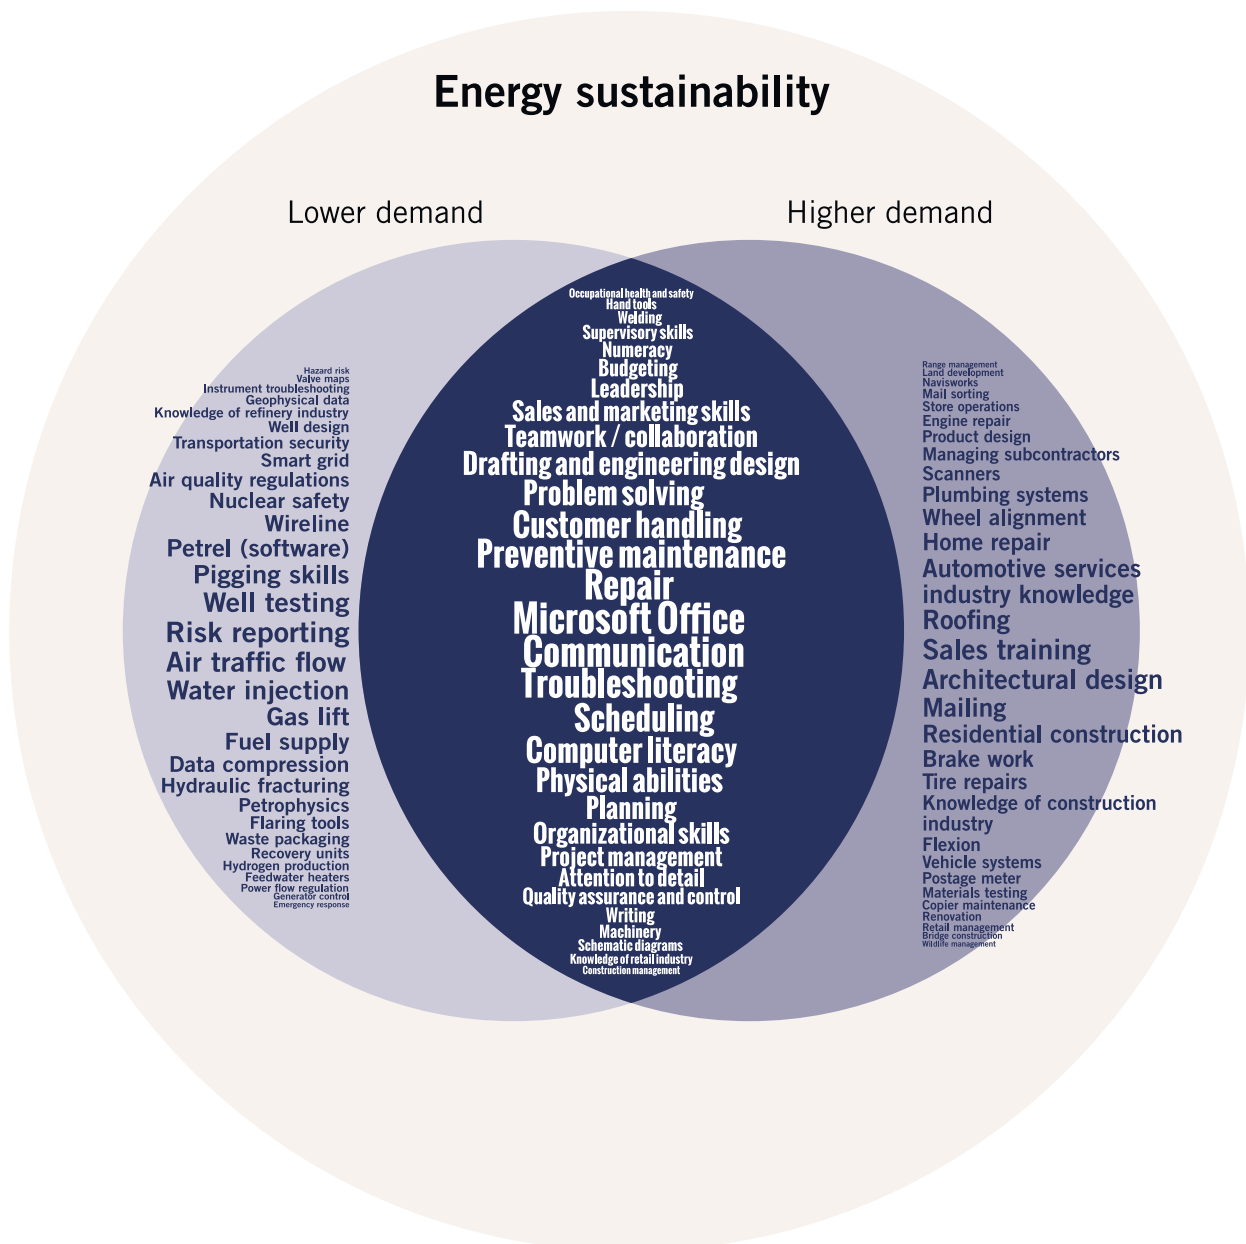 Energy sustainability
Lower demand
Higher demand
Hazard risk
Valve maps
Instrument troubleshooting
Geophysical data
Knowledge of refinery industry
Well design
Transportation security
Smart grid
Air quality regulations
Nuclear safety
Wireline
Petrel (software)
Pigging skills
Well testing
Risk reporting
Air traffic flow
Water injection
Gas lift
Fuel supply
Data compression
Hydraulic fracturing
Petrophysics
Flaring tools
Waste packaging
Recovery units
Hydrogen production
Feedwater heaters
Power flow regulation
Generator control
Emergency response
Occupational health and safety
Hand tools
Welding
Supervisory skills
Numeracy
Budgeting
Leadership
Sales and marketing skills
Teamwork / collaboration
Drafting and engineering design
Problem solving
Customer handling
Preventive maintenance
Repair
Microsoft Office
Communication
Troubleshooting
Scheduling
Computer literacy
Physical abilities
Planning
Organizational skills
Project management
Attention to detail
Quality assurance and control
Writing
Machinery
Schematic diagrams
Knowledge of retail industry
Construction management
Range management
Land development
Navisworks
Mail sorting
Store operations
Engine repair
Product design
Managing subcontractors
Scanners
Plumbing systems
Wheel alignment
Home repair
Automotive services
industry knowledge
Roofing
Sales training
Architectural design
Mailing
Residential construction
Brake work
Tire repairs
Knowledge of construction
industry
Flexion
Vehicle systems
Postage meter
Materials testing
Copier maintenance
Renovation
Retail management
Bridge construction
Wildlife management